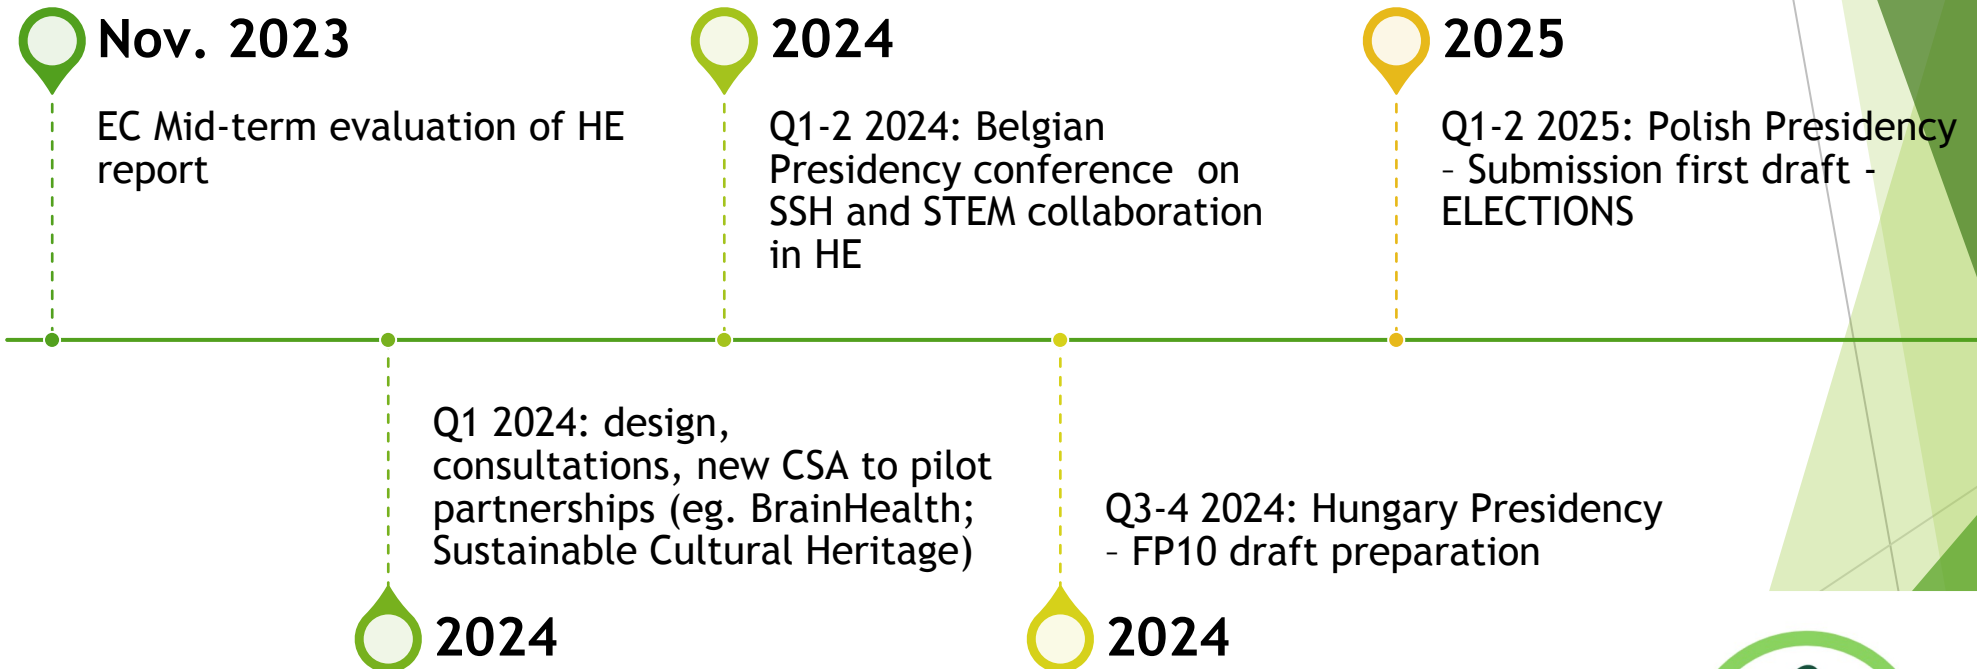 Nov. 2023
EC Mid-term evaluation of HE
report
Q1 2024: design,
consultations, new CSA to pilot
partnerships (eg. BrainHealth;
Sustainable Cultural Heritage)
2024
2024
Q1-2 2024: Belgian
Presidency conference  on
SSH and STEM collaboration
in HE
Q3-4 2024: Hungary Presidency
– FP10 draft preparation
2024
2025
Q1-2 2025: Polish Presidency
– Submission first draft -
ELECTIONS